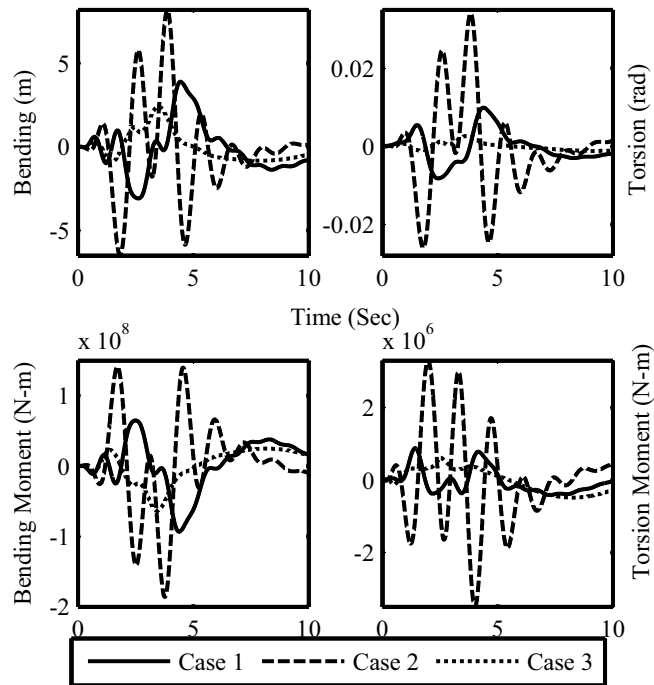 5
0
-5
0 5 10
Bending (m)
0.02
0
-0.02
0 5 10
Torsion (rad)
Time (Sec)
x 10^8
1
0
-1
-2
0 5 10
Bending Moment (N-m)
x 10^6
2
0
-2
0 5 10
Torsion Moment (N-m)
Case 1 Case 2 Case 3